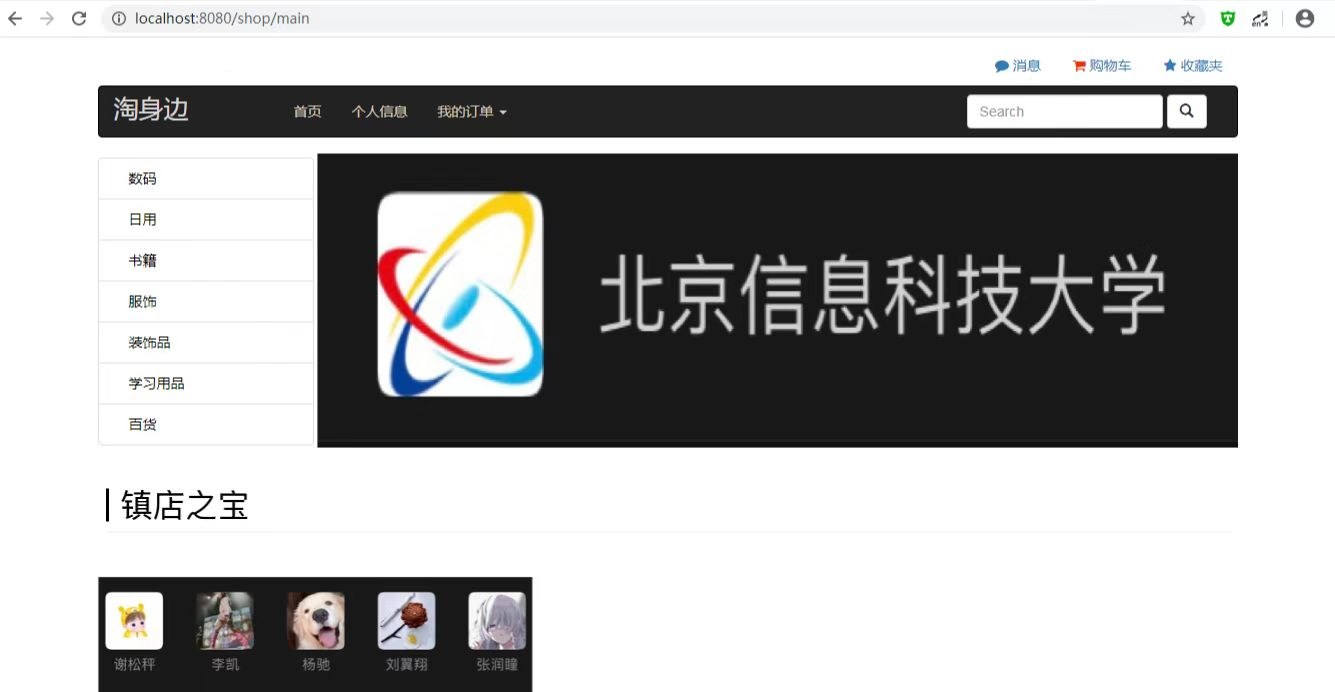 localhost:8080/shop/main
消息 购物车 收藏夹
淘身边 首页 个人信息 我的订单 Search
数码
日用
书籍
服饰
装饰品
学习用品
百货
北京信息科技大学
镇店之宝
谢松秤 李凯 杨驰 刘翼翔 张润瞳